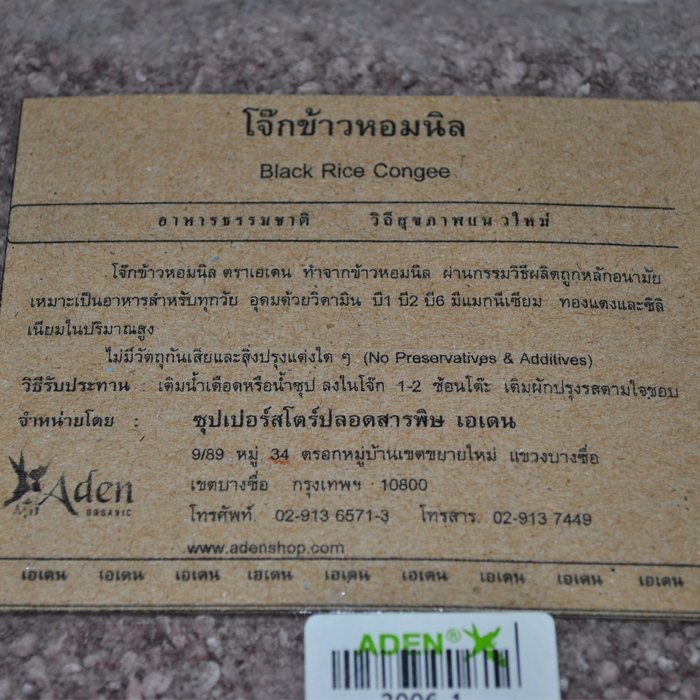 โจ๊กข้าวหอมนิล
Black Rice Congee
อาหารธรรมชาติ วิถีสุขภาพแนวใหม่
โจ๊กข้าวหอมนิล ตราเอเดน ทำจากข้าวหอมนิล ผ่านกรรมวิธีผลิตถูกหลักอนามัย
เหมาะเป็นอาหารสำหรับทุกวัย อุดมด้วยวิตามิน บี1 บี2 บี6 มีแมกนีเซียม ทองแดงและซิลิ
เนียมในปริมาณสูง
ไม่มีวัตถุกันเสียและสิ่งปรุงแต่งใด ๆ (No Preservatives & Additives)
วิธีรับประทาน : เติมน้ำเดือดหรือน้ำซุป ลงในโจ๊ก 1-2 ช้อนโต๊ะ เติมผักปรุงรสตามใจชอบ
จำหน่ายโดย : ซุปเปอร์สโตร์ปลอดสารพิษ เอเดน
9/89 หมู่ 34 ตรอกหมู่บ้านเขตขยายใหม่ แขวงบางซื่อ
เขตบางซื่อ กรุงเทพฯ 10800
โทรศัพท์. 02-913 6571-3 โทรสาร. 02-913 7449
www.adenshop.com
Aden
ORGANIC
เอเดน เอเดน เอเดน เอเดน เอเดน เอเดน เอเดน เอเดน เอเดน
ADEN®